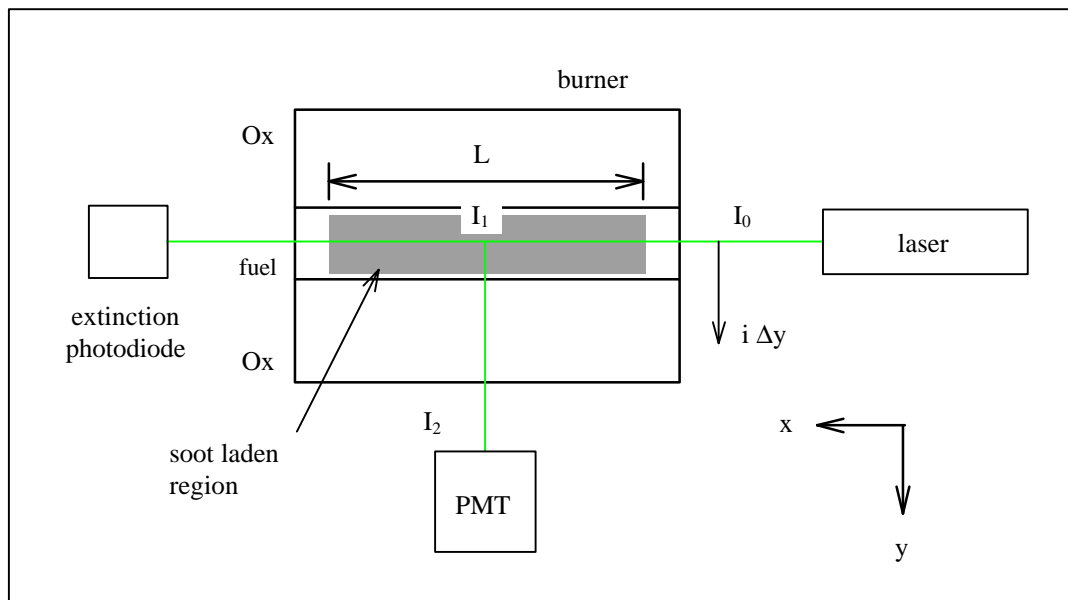 burner
Ox
L
I₁
I₀
laser
fuel
extinction
photodiode
i Δy
Ox
I₂
x
soot laden
region
PMT
y